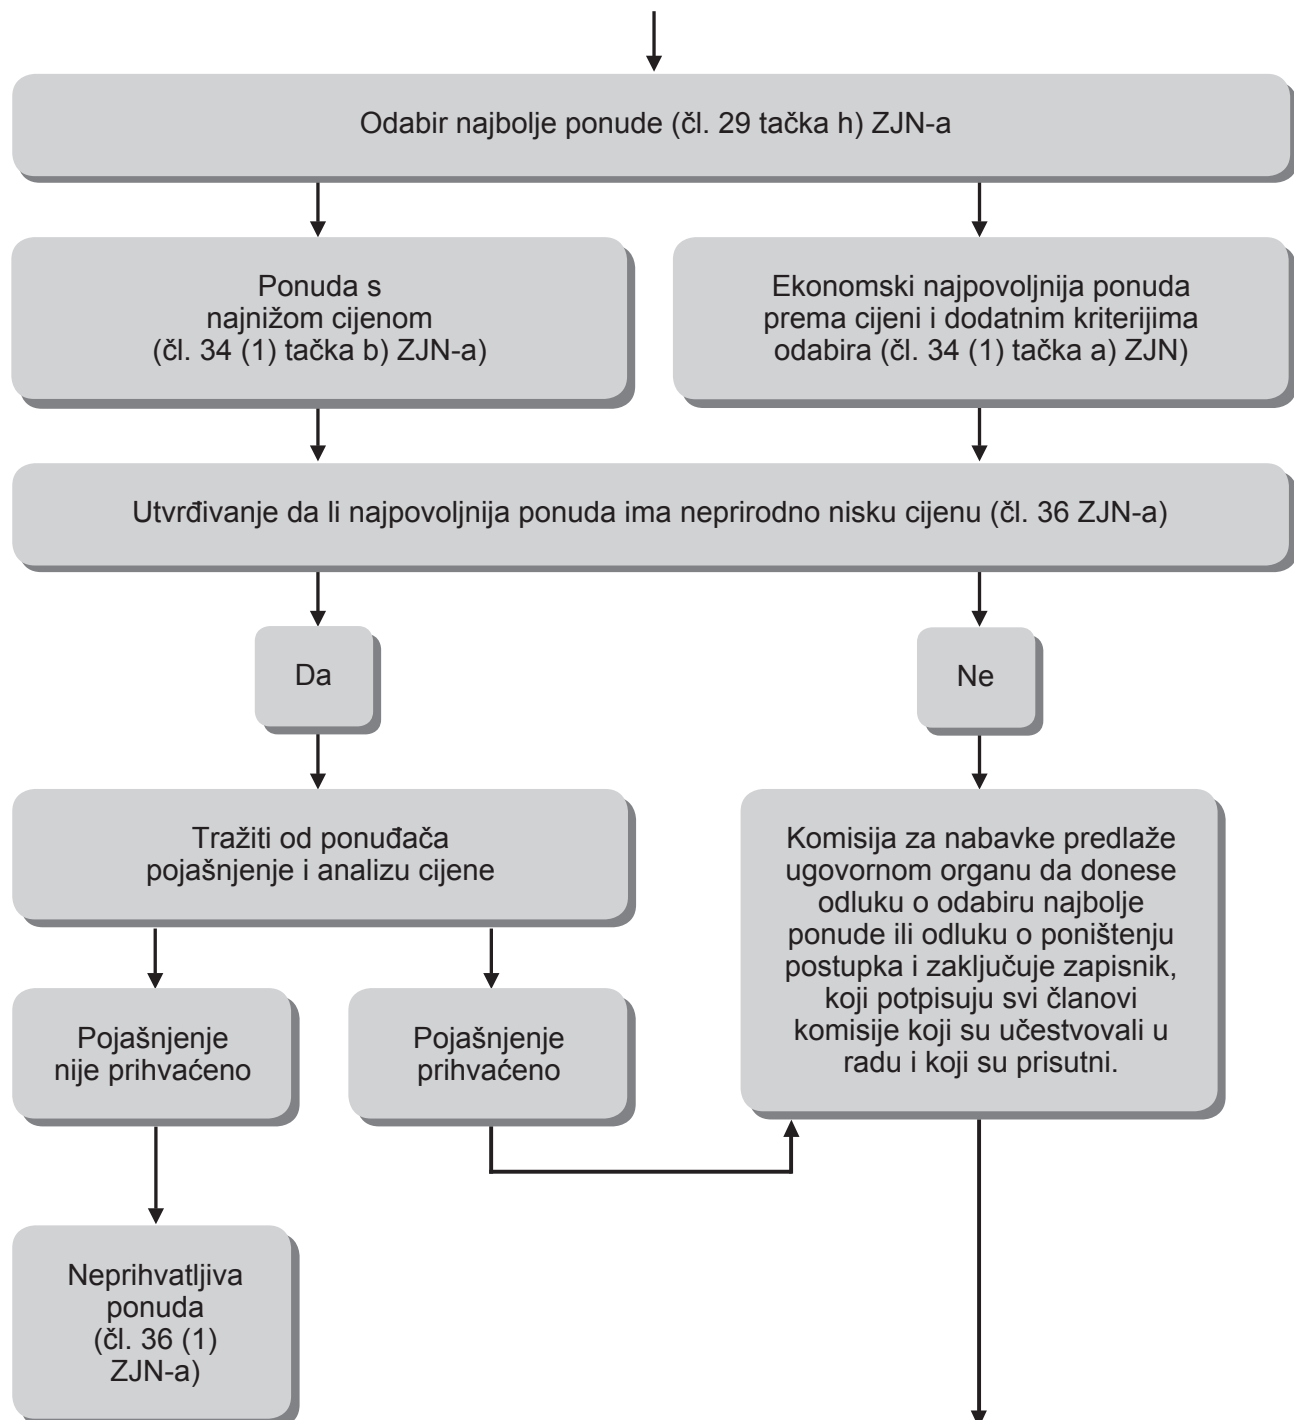 Odabir najbolje ponude (čl. 29 tačka h) ZJN-a
Ponuda s
najnižom cijenom
(čl. 34 (1) tačka b) ZJN-a)
Ekonomski najpovoljnija ponuda
prema cijeni i dodatnim kriterijima
odabira (čl. 34 (1) tačka a) ZJN)
Utvrđivanje da li najpovoljnija ponuda ima neprirodno nisku cijenu (čl. 36 ZJN-a)
Da
Ne
Tražiti od ponuđača
pojašnjenje i analizu cijene
Komisija za nabavke predlaže
ugovornom organu da donese
odluku o odabiru najbolje
ponude ili odluku o poništenju
postupka i zaključuje zapisnik,
koji potpisuju svi članovi
komisije koji su učestvovali u
radu i koji su prisutni.
Pojašnjenje
nije prihvaćeno
Pojašnjenje
prihvaćeno
Neprihvatljiva
ponuda
(čl. 36 (1)
ZJN-a)